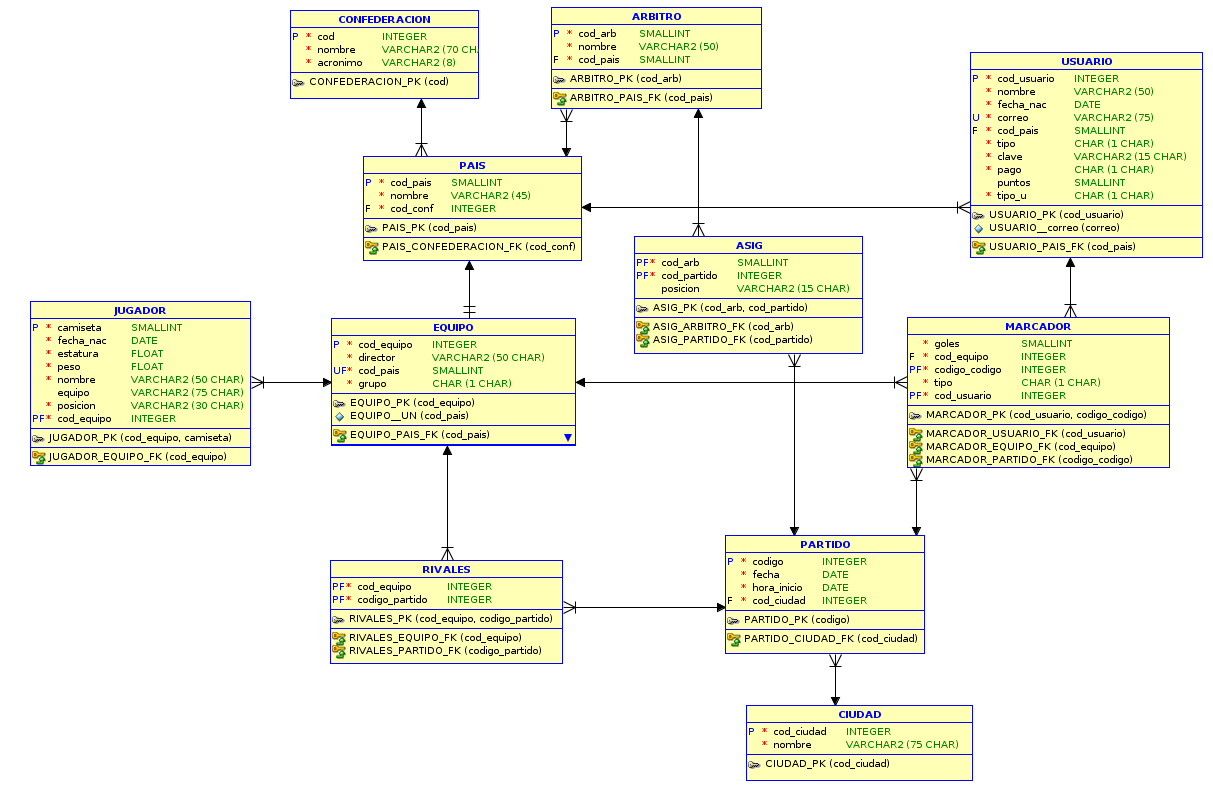 CONFEDERACION
P * cod INTEGER
* nombre VARCHAR2 (70 CH
* acronimo VARCHAR2 (8)
CONFEDERACION_PK (cod)
ARBITRO
P * cod_arb SMALLINT
* nombre VARCHAR2 (50)
F * cod_pais SMALLINT
ARBITRO_PK (cod_arb)
ARBITRO_PAIS_FK (cod_pais)
USUARIO
P * cod_usuario INTEGER
* nombre VARCHAR2 (50)
* fecha_nac DATE
U * correo VARCHAR2 (75)
F * cod_pais SMALLINT
* tipo CHAR (1 CHAR)
* clave VARCHAR2 (15 CHAR)
* pago CHAR (1 CHAR)
puntos SMALLINT
* tipo_u CHAR (1 CHAR)
USUARIO_PK (cod_usuario)
USUARIO__correo (correo)
USUARIO_PAIS_FK (cod_pais)
PAIS
P * cod_pais SMALLINT
* nombre VARCHAR2 (45)
F * cod_conf INTEGER
PAIS_PK (cod_pais)
PAIS_CONFEDERACION_FK (cod_conf)
ASIG
PF* cod_arb SMALLINT
PF* cod_partido INTEGER
posicion VARCHAR2 (15 CHAR)
ASIG_PK (cod_arb, cod_partido)
ASIG_ARBITRO_FK (cod_arb)
ASIG_PARTIDO_FK (cod_partido)
JUGADOR
P * camiseta SMALLINT
* fecha_nac DATE
* estatura FLOAT
* peso FLOAT
* nombre VARCHAR2 (50 CHAR)
equipo VARCHAR2 (75 CHAR)
* posicion VARCHAR2 (30 CHAR)
PF* cod_equipo INTEGER
JUGADOR_PK (cod_equipo, camiseta)
JUGADOR_EQUIPO_FK (cod_equipo)
EQUIPO
P * cod_equipo INTEGER
* director VARCHAR2 (50 CHAR)
UF* cod_pais SMALLINT
* grupo CHAR (1 CHAR)
EQUIPO_PK (cod_equipo)
EQUIPO__UN (cod_pais)
EQUIPO_PAIS_FK (cod_pais)
MARCADOR
* goles SMALLINT
F * cod_equipo INTEGER
PF* codigo_codigo INTEGER
* tipo CHAR (1 CHAR)
PF* cod_usuario INTEGER
MARCADOR_PK (cod_usuario, codigo_codigo)
MARCADOR_USUARIO_FK (cod_usuario)
MARCADOR_EQUIPO_FK (cod_equipo)
MARCADOR_PARTIDO_FK (codigo_codigo)
RIVALES
PF* cod_equipo INTEGER
PF* codigo_partido INTEGER
RIVALES_PK (cod_equipo, codigo_partido)
RIVALES_EQUIPO_FK (cod_equipo)
RIVALES_PARTIDO_FK (codigo_partido)
PARTIDO
P * codigo INTEGER
* fecha DATE
* hora_inicio DATE
F * cod_ciudad INTEGER
PARTIDO_PK (codigo)
PARTIDO_CIUDAD_FK (cod_ciudad)
CIUDAD
P * cod_ciudad INTEGER
* nombre VARCHAR2 (75 CHAR)
CIUDAD_PK (cod_ciudad)